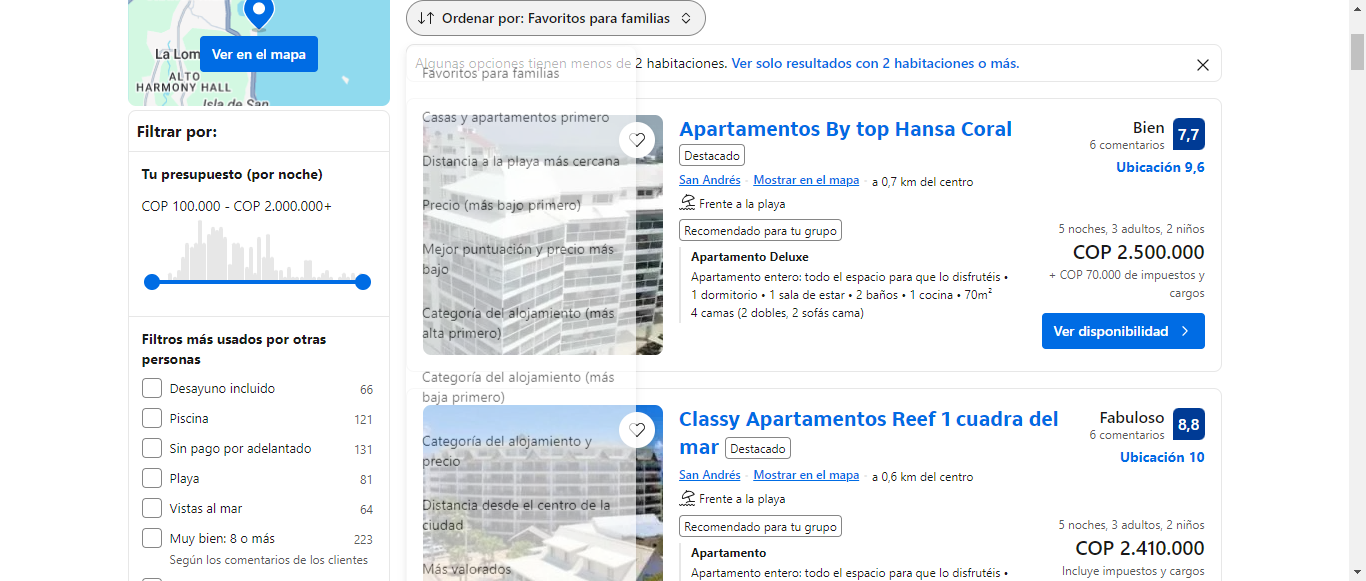 Ordenar por: Favoritos para familias
La Lom
Ver en el mapa
ALTO
HARMONY HALL
Isla de San
Filtrar por:
Tu presupuesto (por noche)
COP 100.000 - COP 2.000.000+
Filtros más usados por otras
personas
Desayuno incluido 66
Piscina 121
Sin pago por adelantado 131
Playa 81
Vistas al mar 64
Muy bien: 8 o más 223
Según los comentarios de los clientes
Algunas opciones tienen menos de 2 habitaciones. Ver solo resultados con 2 habitaciones o más.
Favoritos para familias
Casas y apartamentos primero
Distancia a la playa más cercana
Precio (más bajo primero)
Mejor puntuación y precio más
bajo
Categoría del alojamiento (más
alta primero)
Categoría del alojamiento (más
baja primero)
Categoría del alojamiento y
precio
Distancia desde el centro de la
ciudad
Más valorados
Apartamentos By top Hansa Coral
Destacado
San Andrés · Mostrar en el mapa · a 0,7 km del centro
Frente a la playa
Recomendado para tu grupo
Apartamento Deluxe
Apartamento entero: todo el espacio para que lo disfrutéis •
1 dormitorio • 1 sala de estar • 2 baños • 1 cocina • 70m²
4 camas (2 dobles, 2 sofás cama)
Bien 7,7
6 comentarios
Ubicación 9,6
5 noches, 3 adultos, 2 niños
COP 2.500.000
+ COP 70.000 de impuestos y
cargos
Ver disponibilidad
Classy Apartamentos Reef 1 cuadra del
mar Destacado
San Andrés · Mostrar en el mapa · a 0,6 km del centro
Frente a la playa
Recomendado para tu grupo
Apartamento
Apartamento entero: todo el espacio para que lo disfrutéis •
Fabuloso 8,8
6 comentarios
Ubicación 10
5 noches, 3 adultos, 2 niños
COP 2.410.000
Incluye impuestos y cargos